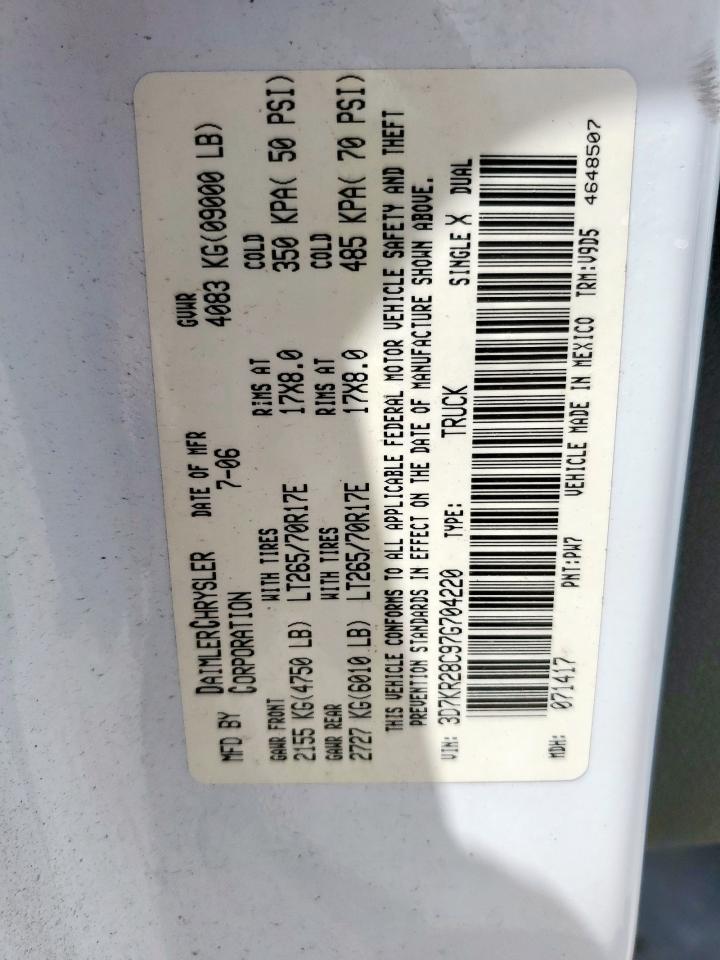 MFD BY DAIMLERCHRYSLER CORPORATION DATE OF MFR 7-06 GVWR 4083 KG(09000 LB)
GAWR FRONT WITH TIRES RIMS AT COLD
2155 KG(4750 LB) LT265/70R17E 17X8.0 350 KPA( 50 PSI)
GAWR REAR WITH TIRES RIMS AT COLD
2727 KG(6010 LB) LT265/70R17E 17X8.0 485 KPA( 70 PSI)
THIS VEHICLE CONFORMS TO ALL APPLICABLE FEDERAL MOTOR VEHICLE SAFETY AND THEFT
PREVENTION STANDARDS IN EFFECT ON THE DATE OF MANUFACTURE SHOWN ABOVE.
VIN: 3D7KR28C97G704220 TYPE: TRUCK SINGLE X DUAL
MDH: 071417 PNT:PW7 VEHICLE MADE IN MEXICO TRM:V9D5
4648507